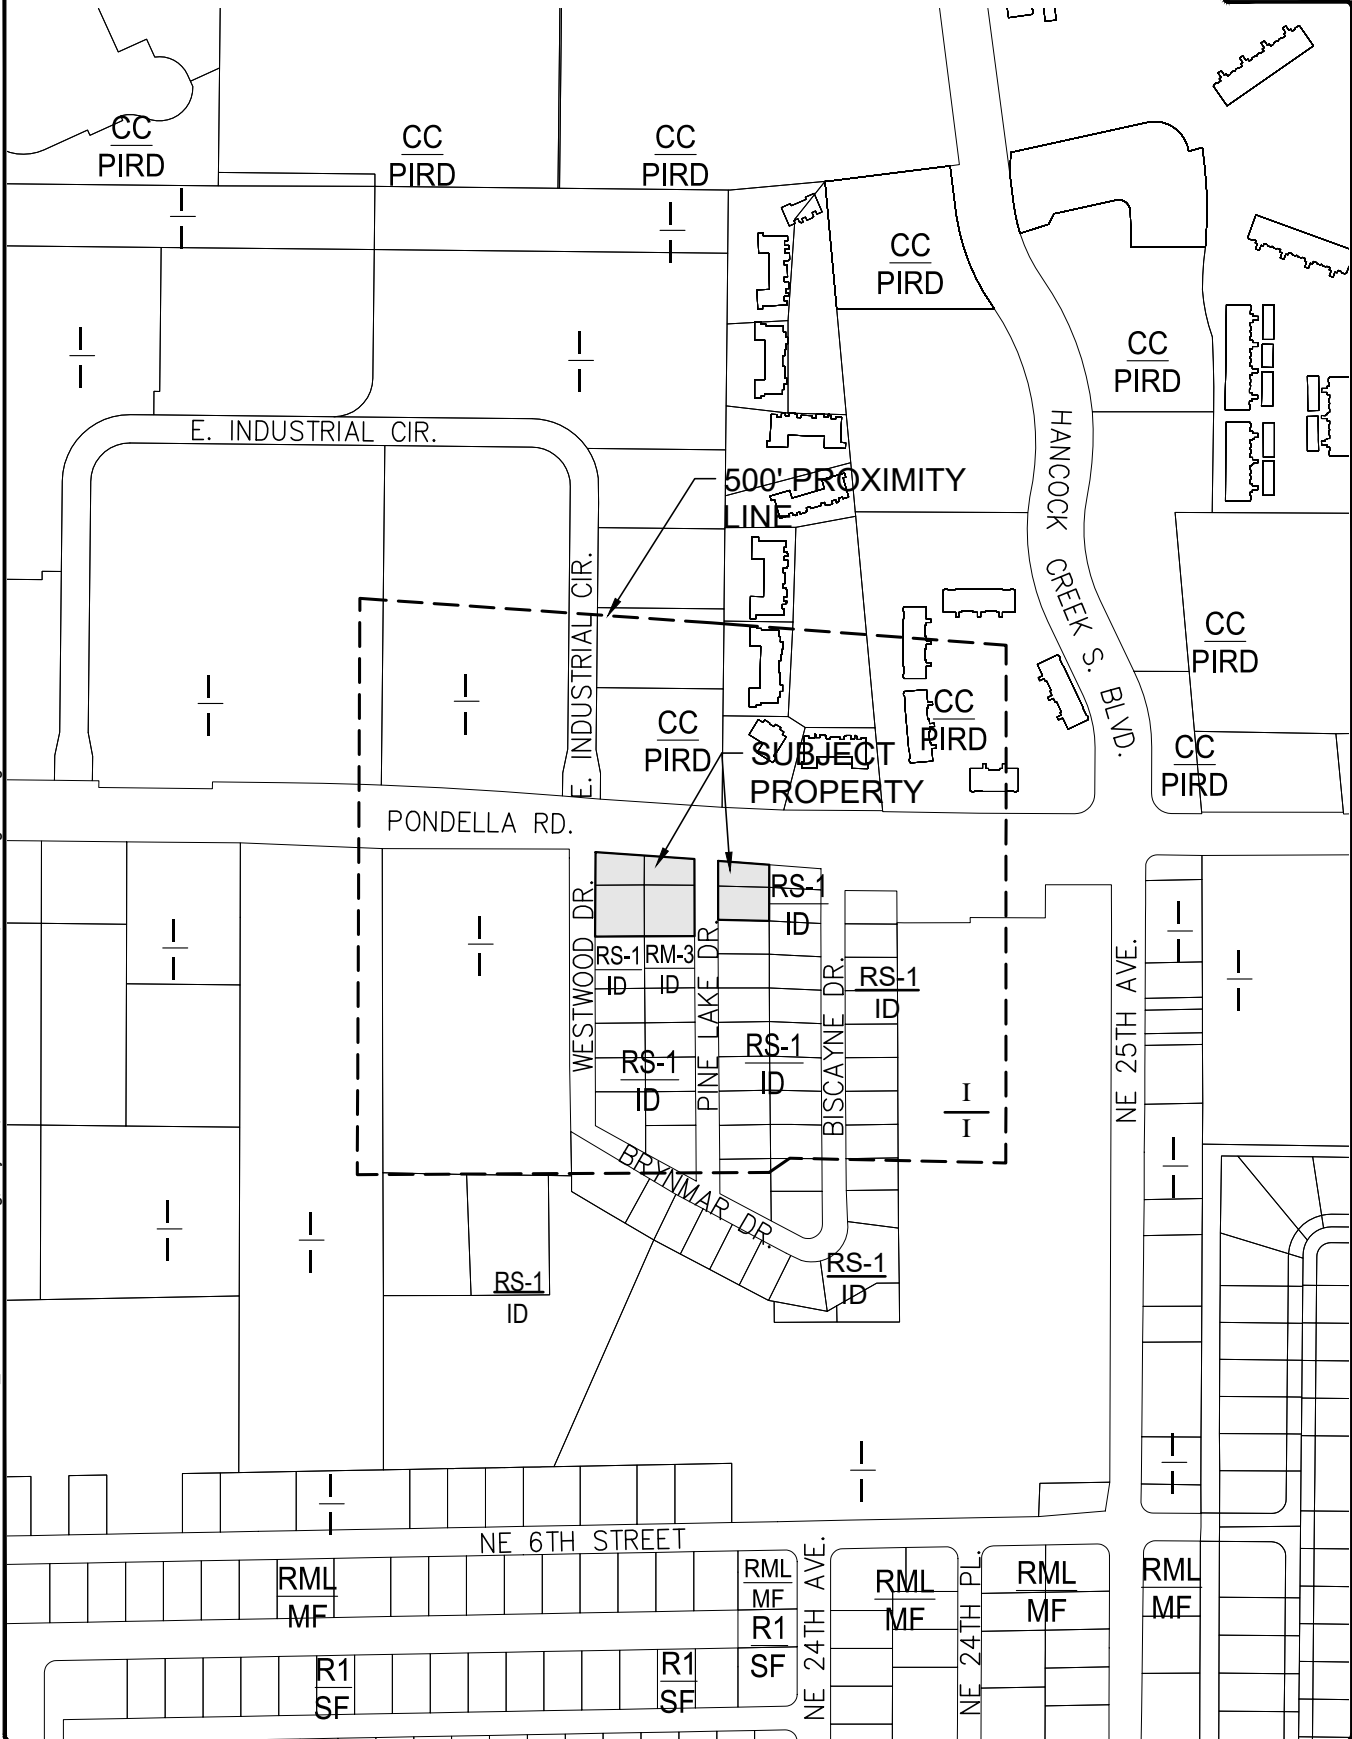 CC
PIRD
CC
PIRD
CC
PIRD
I
I
I
I
CC
PIRD
I
I
I
I
CC
PIRD
E. INDUSTRIAL CIR.
HANCOCK CREEK S. BLVD.
500' PROXIMITY
LINE
E. INDUSTRIAL CIR.
CC
PIRD
I
I
I
I
CC
PIRD
CC
PIRD
CC
PIRD
SUBJECT
PROPERTY
PONDELLA RD.
RS-1
ID
WESTWOOD DR.
PINE LAKE DR.
BISCAYNE DR.
NE 25TH AVE.
I
I
I
I
RS-1
ID
RM-3
ID
RS-1
ID
I
I
I
I
RS-1
ID
RS-1
ID
I
I
I
I
BRYNMAR DR.
I
I
I
I
RS-1
ID
RS-1
ID
I
I
I
I
I
I
NE 6TH STREET
RML
MF
RML
MF
RML
MF
RML
MF
RML
MF
R1
SF
R1
SF
R1
SF
NE 24TH AVE.
NE 24TH PL.